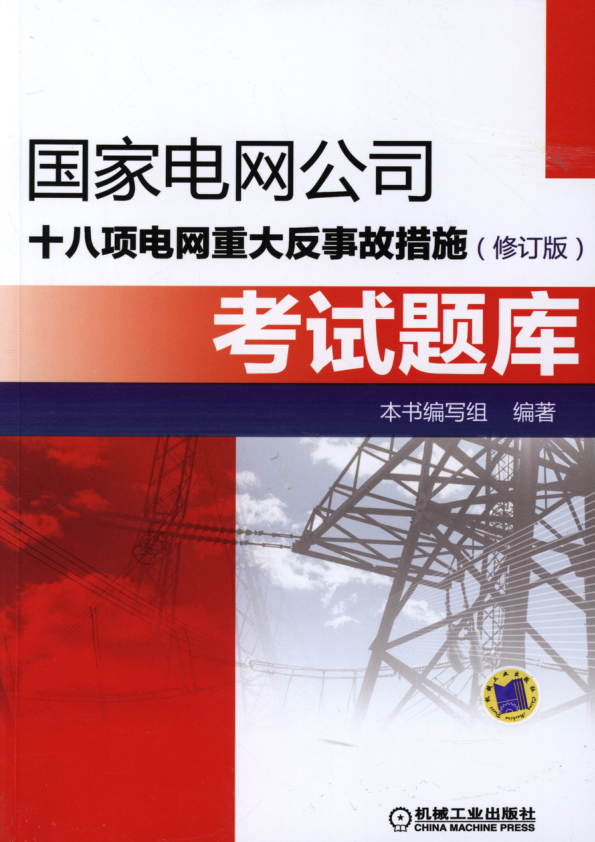 国家电网公司
十八项电网重大反事故措施（修订版）
考试题库
本书编写组 编著
机械工业出版社
CHINA MACHINE PRESS